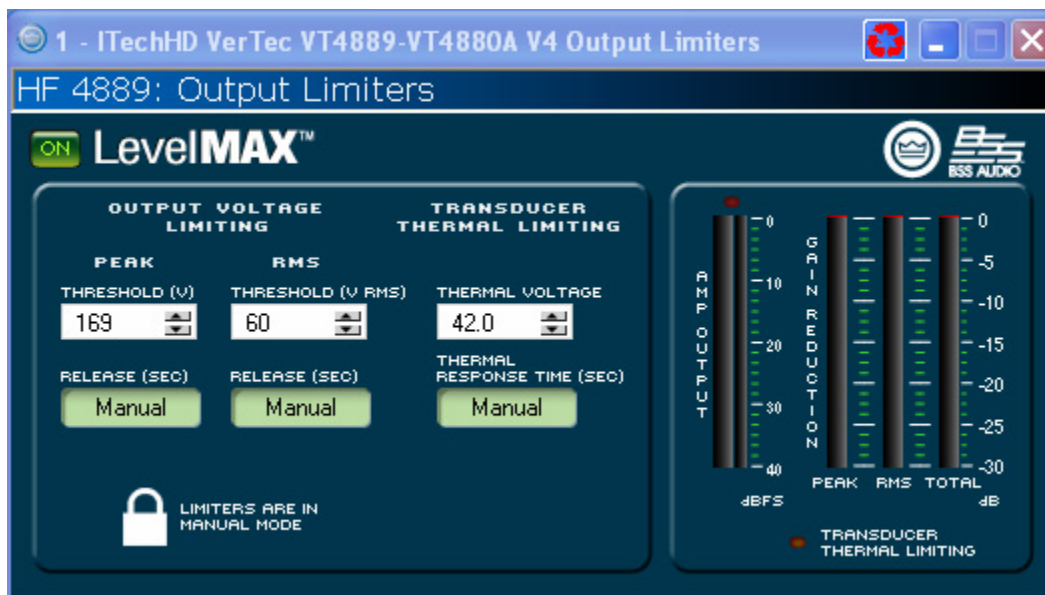 1 - ITechHD VerTec VT4889-VT4880A V4 Output Limiters
HF 4889: Output Limiters
ON LevelMAX™
BSS AUDIO
OUTPUT VOLTAGE
LIMITING
TRANSDUCER
THERMAL LIMITING
PEAK RMS
THRESHOLD (V) THRESHOLD (V RMS) THERMAL VOLTAGE
169 60 42.0
THERMAL
RELEASE (SEC) RELEASE (SEC) RESPONSE TIME (SEC)
Manual Manual Manual
LIMITERS ARE IN
MANUAL MODE
AMP OUTPUT
0
10
20
30
40
dBFS
GAIN REDUCTION
0
-5
-10
-15
-20
-25
-30
PEAK RMS TOTAL
dB
TRANSDUCER
THERMAL LIMITING